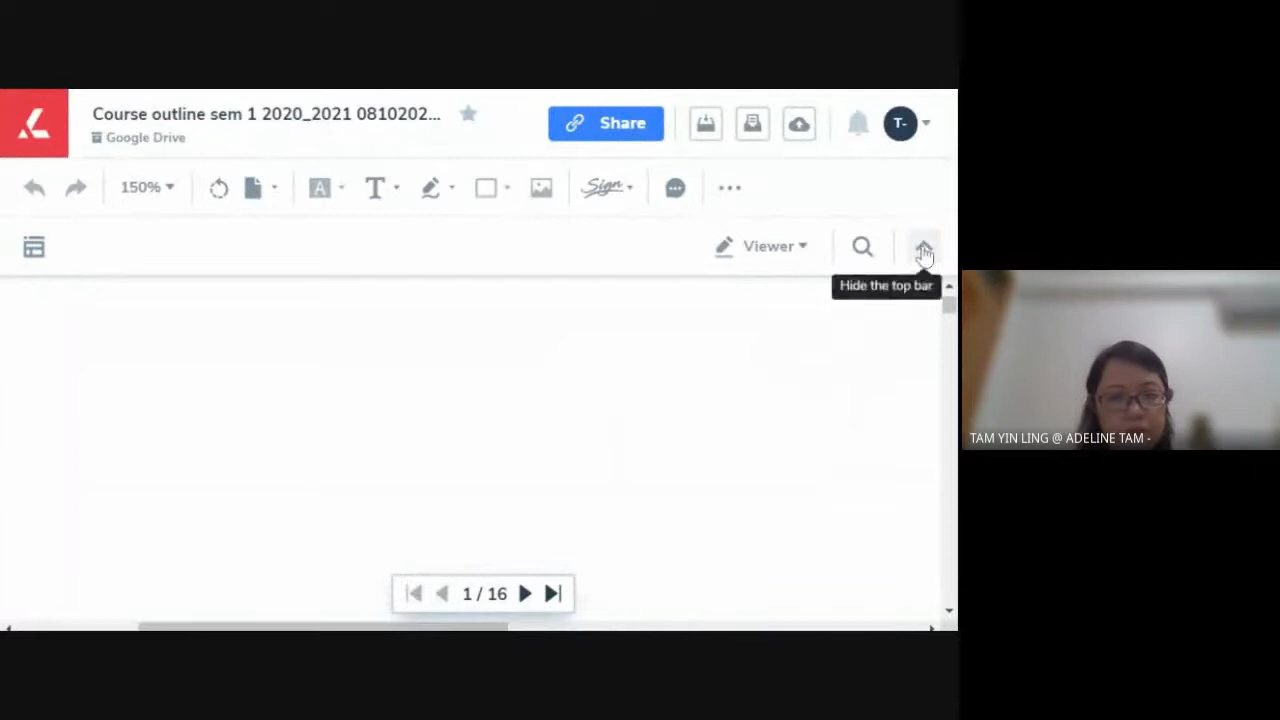 Course outline sem 1 2020_2021 0810202...
Google Drive
Share
T-
150%
A
T
Sign
Viewer
Hide the top bar
1 / 16
TAM YIN LING @ ADELINE TAM -